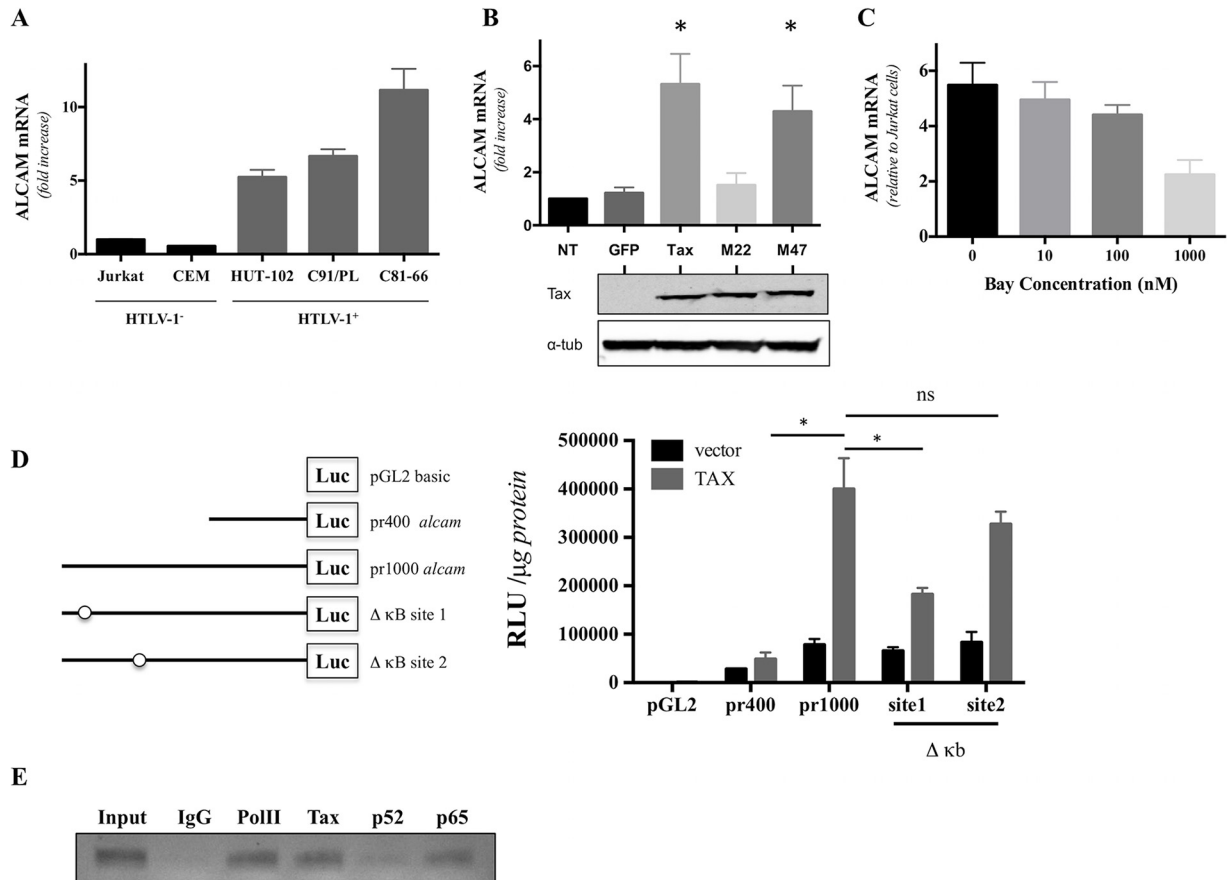 A
ALCAM mRNA
(fold increase)
10
5
0
Jurkat CEM HUT-102 C91/PL C81-66
HTLV-1- HTLV-1+
B
ALCAM mRNA
(fold increase)
* *
6
4
2
0
NT GFP Tax M22 M47
Tax
α-tub
C
ALCAM mRNA
(relative to Jurkat cells)
6
4
2
0
0 10 100 1000
Bay Concentration (nM)
D
Luc pGL2 basic
Luc pr400 alcam
Luc pr1000 alcam
Luc Δ κB site 1
Luc Δ κB site 2
RLU /µg protein
500000
400000
300000
200000
100000
0
vector
TAX
ns
* *
pGL2 pr400 pr1000 site1 site2
Δ κb
E
Input IgG PolII Tax p52 p65